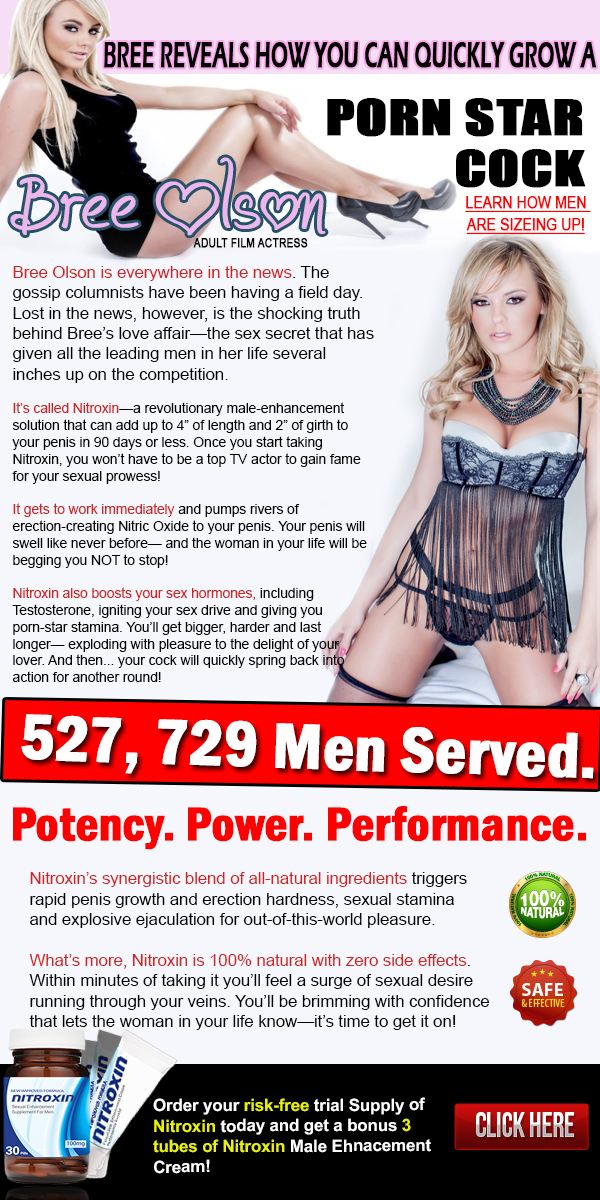 BREE REVEALS HOW YOU CAN QUICKLY GROW A
PORN STAR
COCK
LEARN HOW MEN
ARE SIZEING UP!
Bree Olson
ADULT FILM ACTRESS
Bree Olson is everywhere in the news. The
gossip columnists have been having a field day.
Lost in the news, however, is the shocking truth
behind Bree's love affair—the sex secret that has
given all the leading men in her life several
inches up on the competition.
It's called Nitroxin—a revolutionary male-enhancement
solution that can add up to 4” of length and 2” of girth to
your penis in 90 days or less. Once you start taking
Nitroxin, you won't have to be a top TV actor to gain fame
for your sexual prowess!
It gets to work immediately and pumps rivers of
erection-creating Nitric Oxide to your penis. Your penis will
swell like never before— and the woman in your life will be
begging you NOT to stop!
Nitroxin also boosts your sex hormones, including
Testosterone, igniting your sex drive and giving you
porn-star stamina. You'll get bigger, harder and last
longer— exploding with pleasure to the delight of your
lover. And then... your cock will quickly spring back into
action for another round!
527, 729 Men Served.
Potency. Power. Performance.
Nitroxin's synergistic blend of all-natural ingredients triggers
rapid penis growth and erection hardness, sexual stamina
and explosive ejaculation for out-of-this-world pleasure.
100% NATURAL
100%
NATURAL
What's more, Nitroxin is 100% natural with zero side effects.
Within minutes of taking it you'll feel a surge of sexual desire
running through your veins. You'll be brimming with confidence
that lets the woman in your life know—it's time to get it on!
SAFE
& EFFECTIVE
NEW IMPROVED FORMULA
NITROXIN
Sexual Enhancement
Supplement For Men.
100mg
30
NITROXIN
Order your risk-free trial Supply of
Nitroxin today and get a bonus 3
tubes of Nitroxin Male Ehnacement
Cream!
CLICK HERE